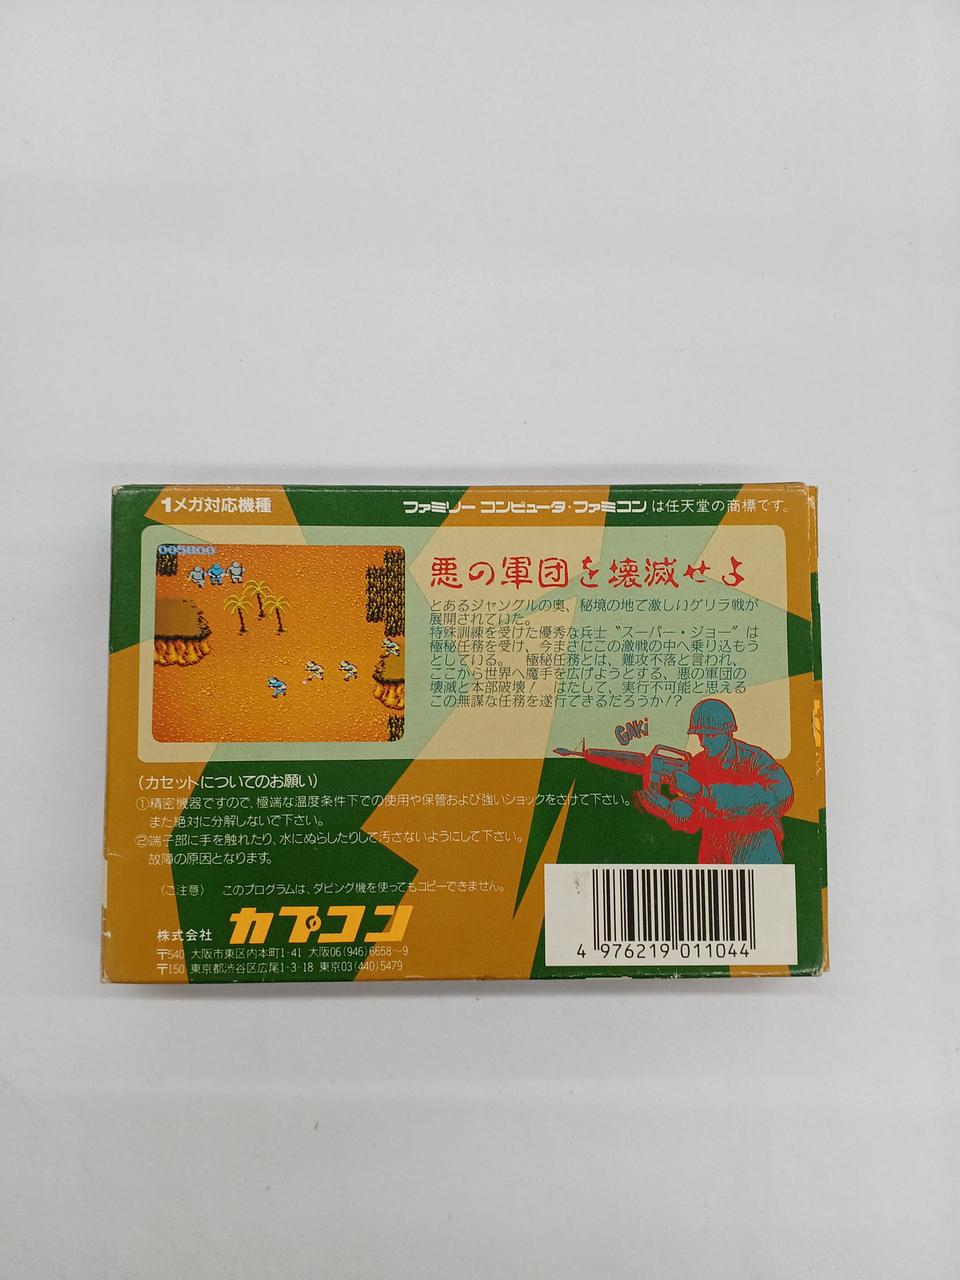 1メガ対応機種
ファミリーコンピュータ・ファミコンは任天堂の商標です。
005800
悪の軍団を壊滅せよ
とあるジャングルの奥、秘境の地で激しいゲリラ戦が
展開されていた。
特殊訓練を受けた優秀な兵士“スーパー・ジョー”は
極秘任務を受け、今まさにこの激戦の中へ乗り込もう
としている。 極秘任務とは、難攻不落と言われ、
ここから世界へ魔手を広げようとする、悪の軍団の
壊滅と本部破壊! はたして、実行不可能と思える
この無謀な任務を遂行できるだろうか!?
GAKi
(カセットについてのお願い)
①精密機器ですので、極端な温度条件下での使用や保管および強いショックをさけて下さい。
また絶対に分解しないで下さい。
②端子部に手を触れたり、水にぬらしたりして汚さないようにして下さい。
故障の原因となります。
〈ご注意〉 このプログラムは、ダビング機を使ってもコピーできません。
株式会社 カプコン
〒540 大阪市東区内本町1-41 大阪06(946)6658〜9
〒150 東京都渋谷区広尾1-3-18 東京03(440)5479
4 976219 011044